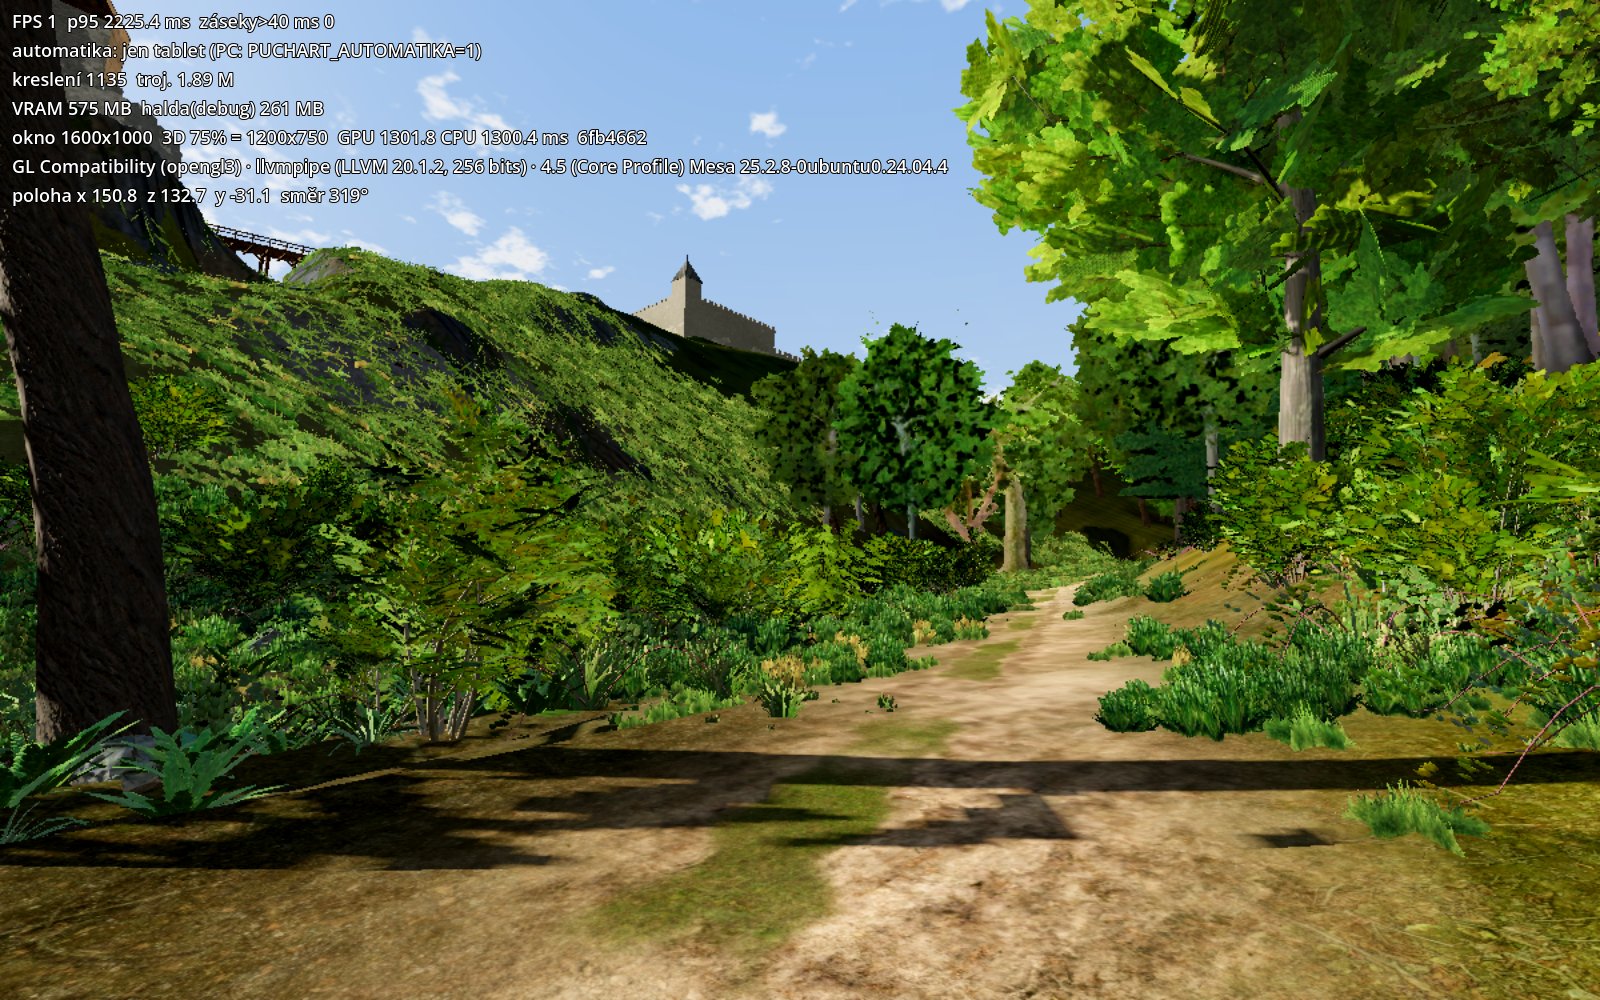 FPS 1  p95 2225.4 ms  záseky>40 ms 0
automatika: jen tablet (PC: PUCHART_AUTOMATIKA=1)
kreslení 1135  troj. 1.89 M
VRAM 575 MB  halda(debug) 261 MB
okno 1600x1000  3D 75% = 1200x750  GPU 1301.8 CPU 1300.4 ms  6fb4662
GL Compatibility (opengl3) · llvmpipe (LLVM 20.1.2, 256 bits) · 4.5 (Core Profile) Mesa 25.2.8-0ubuntu0.24.04.4
poloha x 150.8  z 132.7  y -31.1  směr 319°